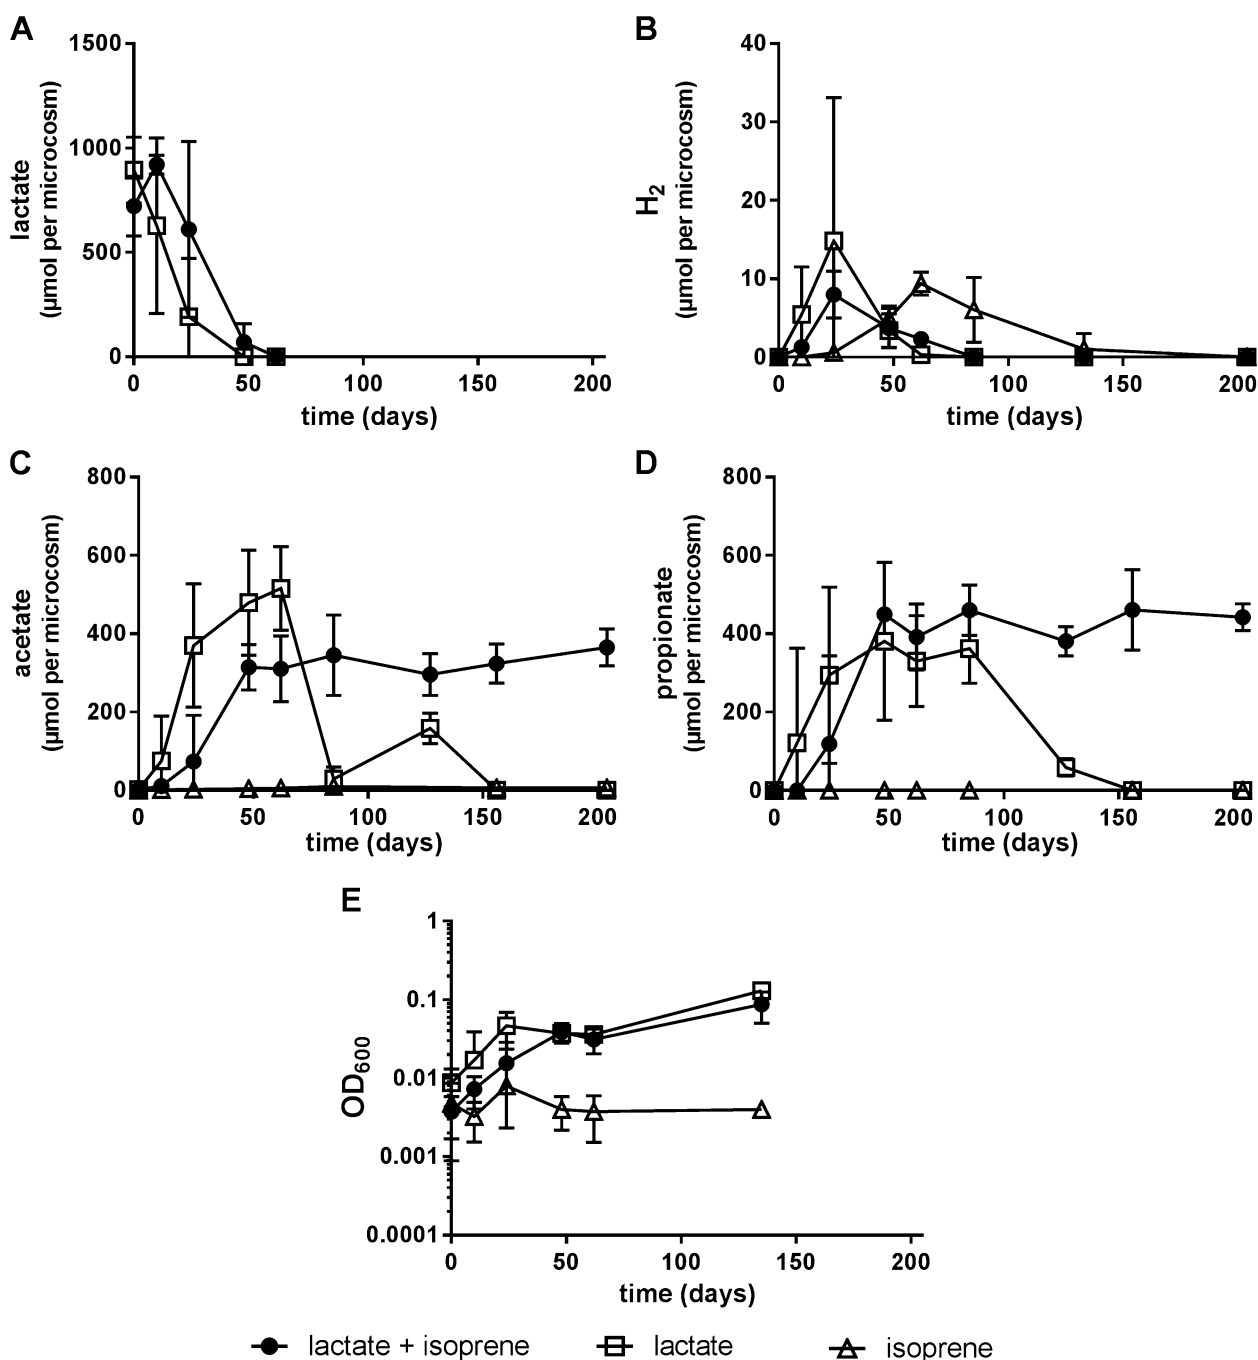 A
1500
1000
500
0
lactate
(µmol per microcosm)
0 50 100 150 200
time (days)
B
40
30
20
10
0
H2
(µmol per microcosm)
0 50 100 150 200
time (days)
C
800
600
400
200
0
acetate
(µmol per microcosm)
0 50 100 150 200
time (days)
D
800
600
400
200
0
propionate
(µmol per microcosm)
0 50 100 150 200
time (days)
E
1
0.1
0.01
0.001
0.0001
OD600
0 50 100 150 200
time (days)
lactate + isoprene lactate isoprene